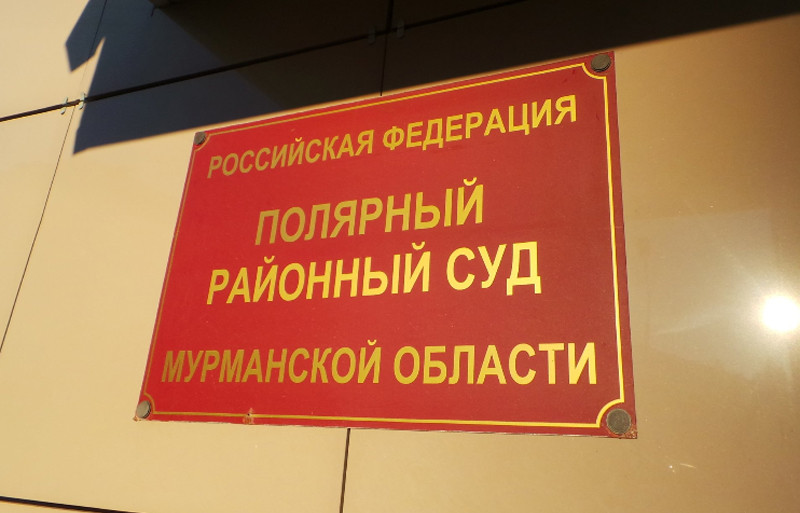 РОССИЙСКАЯ ФЕДЕРАЦИЯ
ПОЛЯРНЫЙ
РАЙОННЫЙ СУД
МУРМАНСКОЙ ОБЛАСТИ